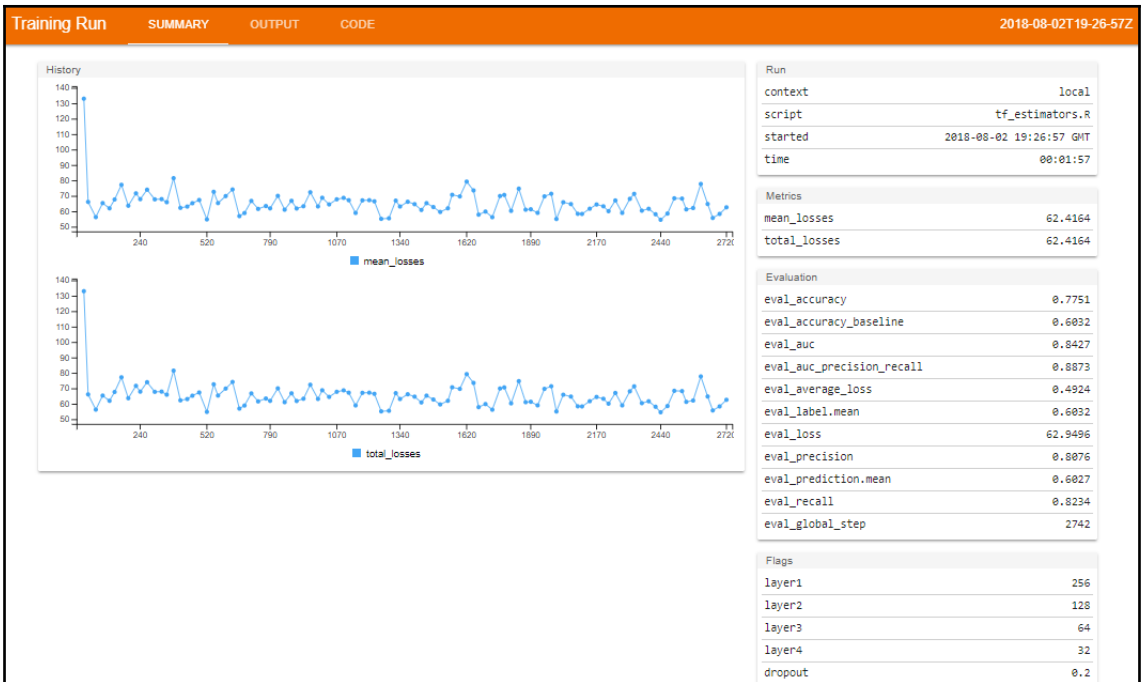 Training Run SUMMARY OUTPUT CODE 2018-08-02T19-26-57Z
History
140
130
120
110
100
90
80
70
60
50
240 520 790 1070 1340 1620 1890 2170 2440 2720
mean_losses
140
130
120
110
100
90
80
70
60
50
240 520 790 1070 1340 1620 1890 2170 2440 2720
total_losses
Run
context local
script tf_estimators.R
started 2018-08-02 19:26:57 GMT
time 00:01:57
Metrics
mean_losses 62.4164
total_losses 62.4164
Evaluation
eval_accuracy 0.7751
eval_accuracy_baseline 0.6032
eval_auc 0.8427
eval_auc_precision_recall 0.8873
eval_average_loss 0.4924
eval_label.mean 0.6032
eval_loss 62.9496
eval_precision 0.8076
eval_prediction.mean 0.6027
eval_recall 0.8234
eval_global_step 2742
Flags
layer1 256
layer2 128
layer3 64
layer4 32
dropout 0.2